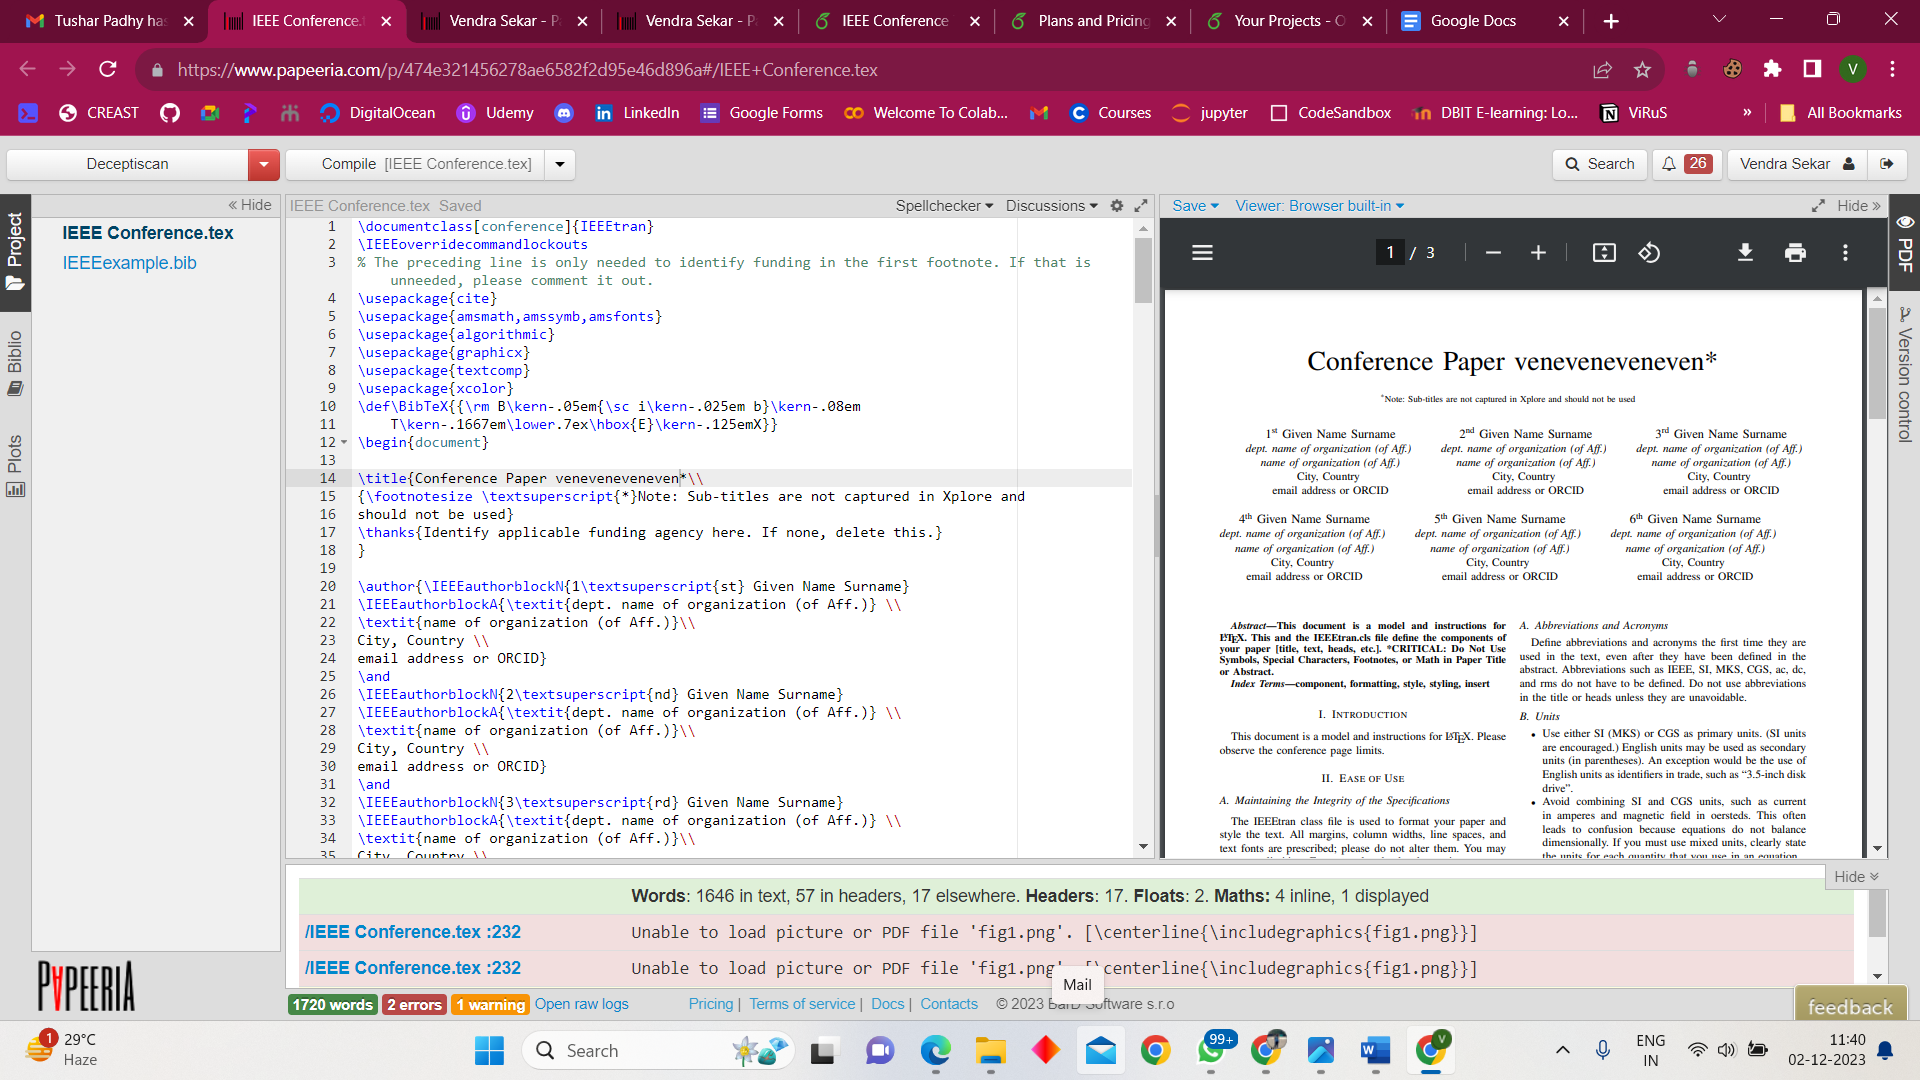 Tushar Padhy ha
IEEE Conference.
Vendra Sekar - P
Vendra Sekar - P
IEEE Conference
Plans and Pricing
Your Projects - O
Google Docs
https://www.papeeria.com/p/474e321456278ae6582f2d95e46d896a#/IEEE+Conference.tex
V
CREAST
DigitalOcean
Udemy
LinkedIn
Google Forms
Welcome To Colab...
Courses
jupyter
CodeSandbox
DBIT E-learning: Lo...
ViRuS
»
All Bookmarks
Deceptiscan
Compile [IEEE Conference.tex]
Search
26
Vendra Sekar
Project
Biblio
Plots
« Hide
IEEE Conference.tex
IEEEexample.bib
IEEE Conference.tex Saved
Spellchecker
Discussions
1 \documentclass[conference]{IEEEtran}
2 \IEEEoverridecommandlockouts
3 % The preceding line is only needed to identify funding in the first footnote. If that is
unneeded, please comment it out.
4 \usepackage{cite}
5 \usepackage{amsmath,amssymb,amsfonts}
6 \usepackage{algorithmic}
7 \usepackage{graphicx}
8 \usepackage{textcomp}
9 \usepackage{xcolor}
10 \def\BibTeX{{\rm B\kern-.05em{\sc i\kern-.025em b}\kern-.08em
11 T\kern-.1667em\lower.7ex\hbox{E}\kern-.125emX}}
12 \begin{document}
13
14 \title{Conference Paper veneveneveneven*\\
15 {\footnotesize \textsuperscript{*}Note: Sub-titles are not captured in Xplore and
16 should not be used}
17 \thanks{Identify applicable funding agency here. If none, delete this.}
18 }
19
20 \author{\IEEEauthorblockN{1\textsuperscript{st} Given Name Surname}
21 \IEEEauthorblockA{\textit{dept. name of organization (of Aff.)} \\
22 \textit{name of organization (of Aff.)}\\
23 City, Country \\
24 email address or ORCID}
25 \and
26 \IEEEauthorblockN{2\textsuperscript{nd} Given Name Surname}
27 \IEEEauthorblockA{\textit{dept. name of organization (of Aff.)} \\
28 \textit{name of organization (of Aff.)}\\
29 City, Country \\
30 email address or ORCID}
31 \and
32 \IEEEauthorblockN{3\textsuperscript{rd} Given Name Surname}
33 \IEEEauthorblockA{\textit{dept. name of organization (of Aff.)} \\
34 \textit{name of organization (of Aff.)}\\
35 City, Country \\
Save
Viewer: Browser built-in
Hide »
1 / 3
PDF
Version control
Conference Paper veneveneveneven*
*Note: Sub-titles are not captured in Xplore and should not be used
1st Given Name Surname
dept. name of organization (of Aff.)
name of organization (of Aff.)
City, Country
email address or ORCID
2nd Given Name Surname
dept. name of organization (of Aff.)
name of organization (of Aff.)
City, Country
email address or ORCID
3rd Given Name Surname
dept. name of organization (of Aff.)
name of organization (of Aff.)
City, Country
email address or ORCID
4th Given Name Surname
dept. name of organization (of Aff.)
name of organization (of Aff.)
City, Country
email address or ORCID
5th Given Name Surname
dept. name of organization (of Aff.)
name of organization (of Aff.)
City, Country
email address or ORCID
6th Given Name Surname
dept. name of organization (of Aff.)
name of organization (of Aff.)
City, Country
email address or ORCID
Abstract—This document is a model and instructions for
LATEX. This and the IEEEtran.cls file define the components of
your paper [title, text, heads, etc.]. *CRITICAL: Do Not Use
Symbols, Special Characters, Footnotes, or Math in Paper Title
or Abstract.
Index Terms—component, formatting, style, styling, insert
I. INTRODUCTION
This document is a model and instructions for LATEX. Please
observe the conference page limits.
II. EASE OF USE
A. Maintaining the Integrity of the Specifications
The IEEEtran class file is used to format your paper and
style the text. All margins, column widths, line spaces, and
text fonts are prescribed; please do not alter them. You may
A. Abbreviations and Acronyms
Define abbreviations and acronyms the first time they are
used in the text, even after they have been defined in the
abstract. Abbreviations such as IEEE, SI, MKS, CGS, ac, dc,
and rms do not have to be defined. Do not use abbreviations
in the title or heads unless they are unavoidable.
B. Units
• Use either SI (MKS) or CGS as primary units. (SI units
are encouraged.) English units may be used as secondary
units (in parentheses). An exception would be the use of
English units as identifiers in trade, such as “3.5-inch disk
drive”.
• Avoid combining SI and CGS units, such as current
in amperes and magnetic field in oersteds. This often
leads to confusion because equations do not balance
dimensionally. If you must use mixed units, clearly state
the units for each quantity that you use in an equation.
Hide
Words: 1646 in text, 57 in headers, 17 elsewhere. Headers: 17. Floats: 2. Maths: 4 inline, 1 displayed
/IEEE Conference.tex :232 Unable to load picture or PDF file 'fig1.png'. [\centerline{\includegraphics{fig1.png}}]
/IEEE Conference.tex :232 Unable to load picture or PDF file 'fig1.png'. [\centerline{\includegraphics{fig1.png}}]
Mail
PAPEERIA
1720 words
2 errors
1 warning
Open raw logs
Pricing | Terms of service | Docs | Contacts © 2023 BarD Software s.r.o
feedback
1
29°C
Haze
Search
99+
V
ENG
IN
11:40
02-12-2023